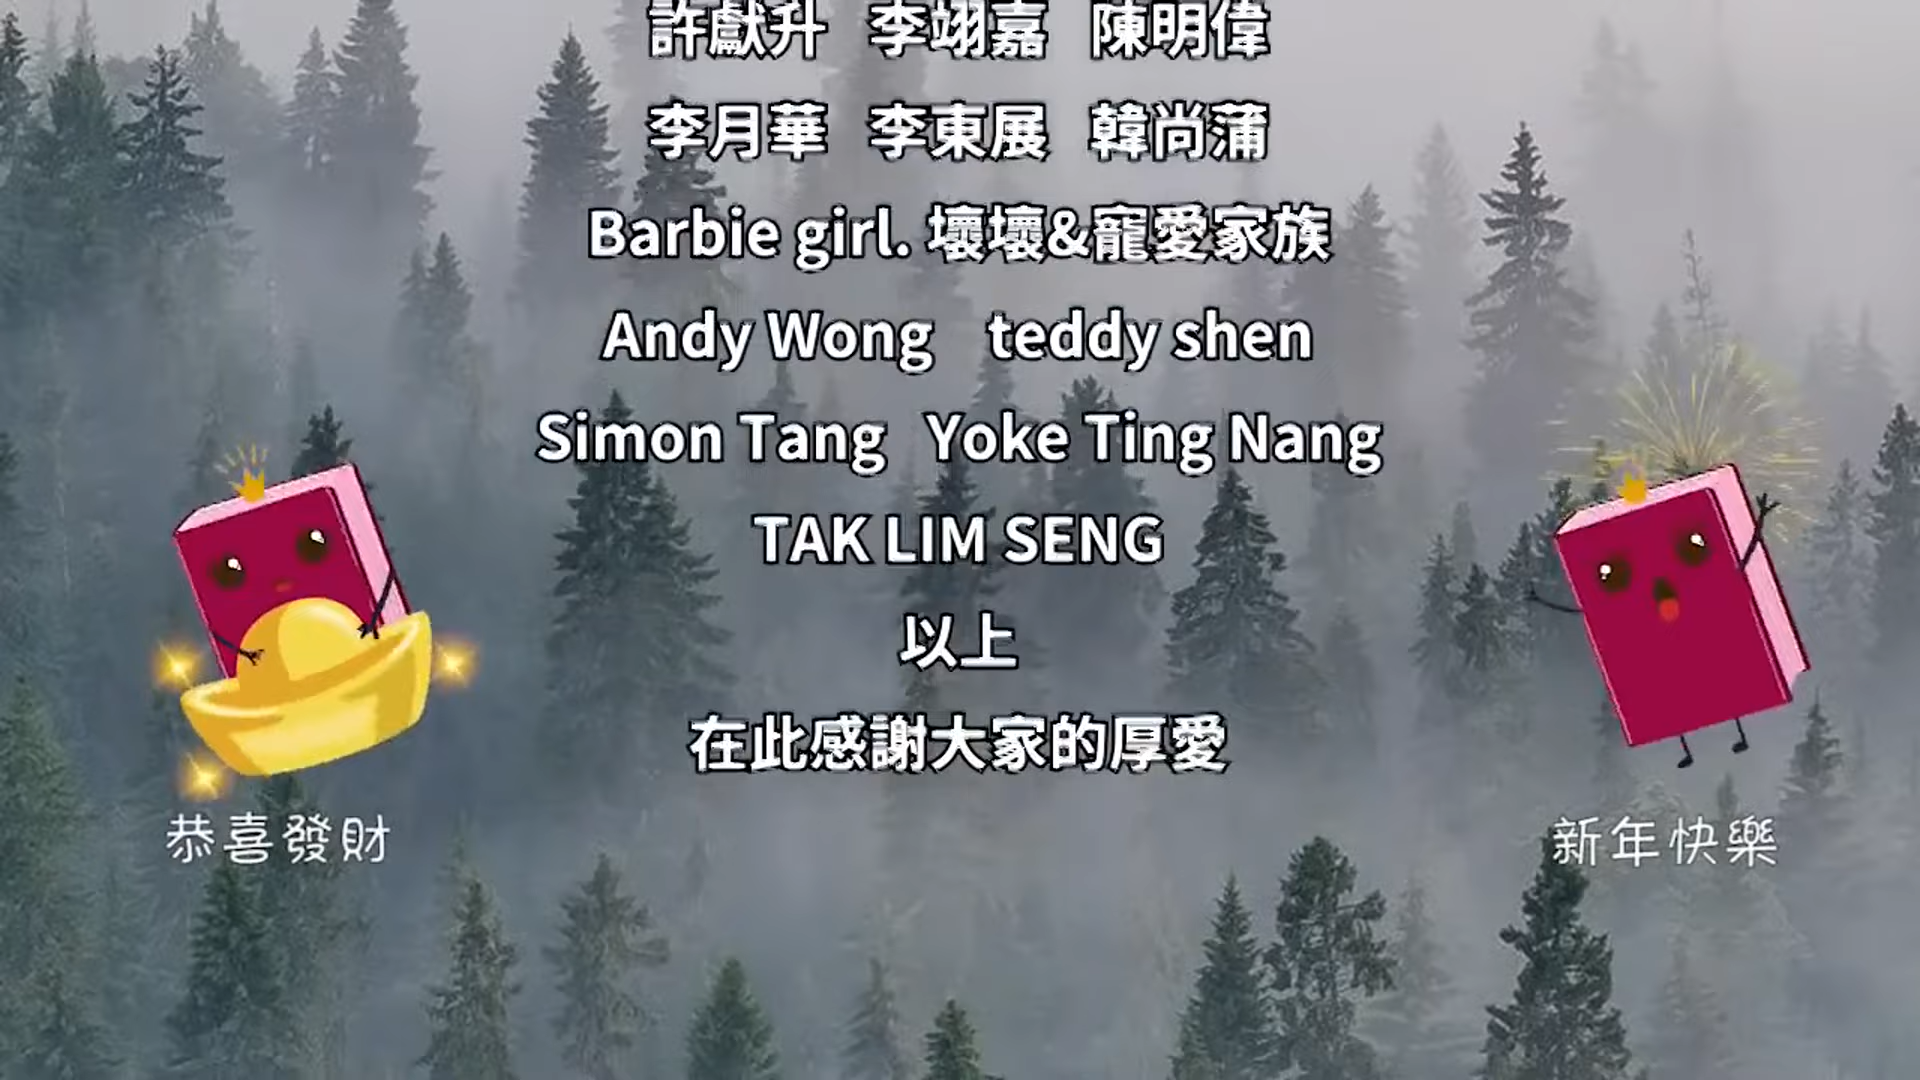 許獻升 李翊嘉 陳明偉
李月華 李東展 韓尚蒲
Barbie girl. 壞壞&寵愛家族
Andy Wong teddy shen
Simon Tang Yoke Ting Nang
TAK LIM SENG
以上
在此感謝大家的厚愛
恭喜發財
新年快樂